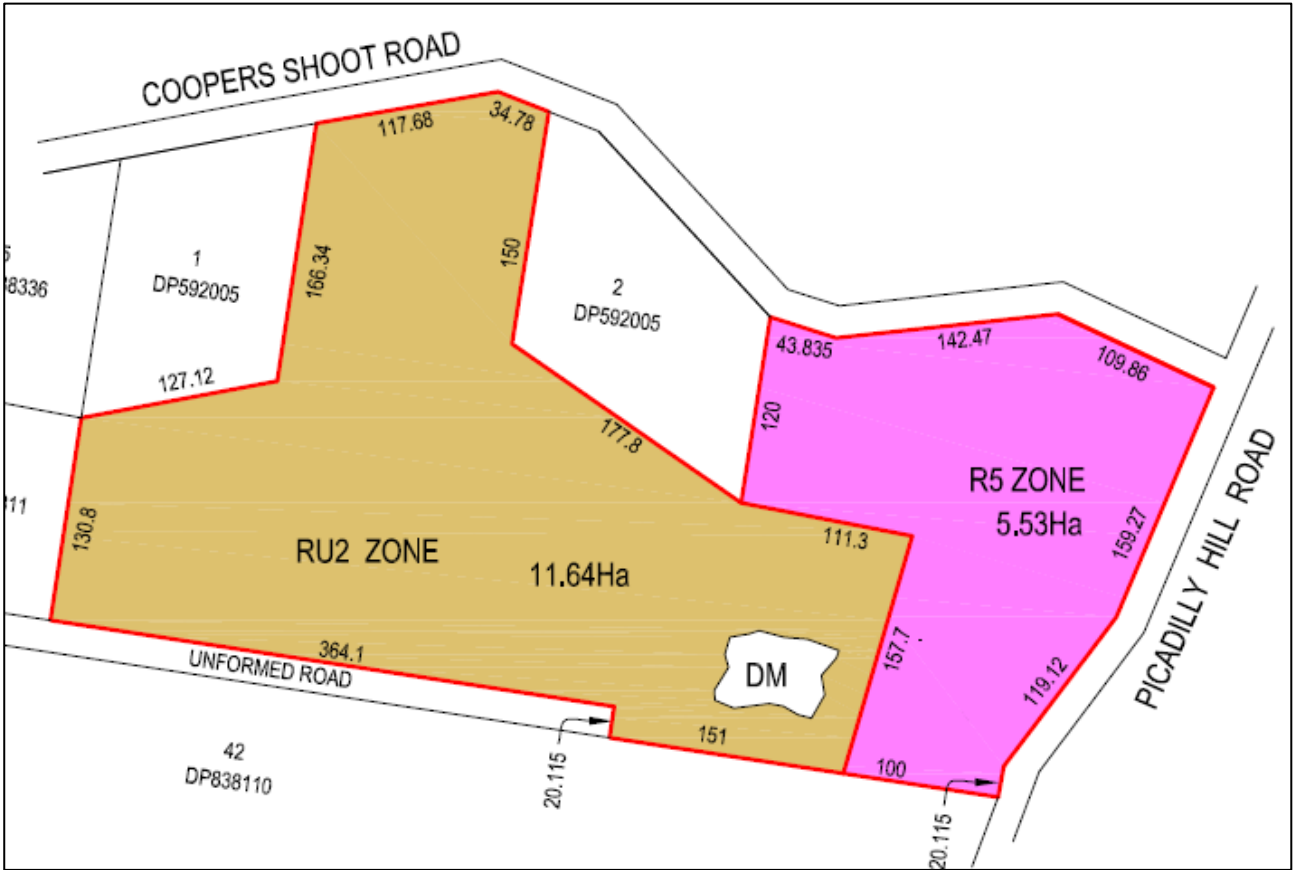 COOPERS SHOOT ROAD
117.68
34.78
166.34
150
1
DP592005
2
DP592005
8336
127.12
177.8
43.835
142.47
109.86
120
R5 ZONE
5.53Ha
111.3
159.27
PICADILLY HILL ROAD
130.8
RU2 ZONE
11.64Ha
364.1
UNFORMED ROAD
DM
157.7
119.12
151
100
20.115
20.115
42
DP838110